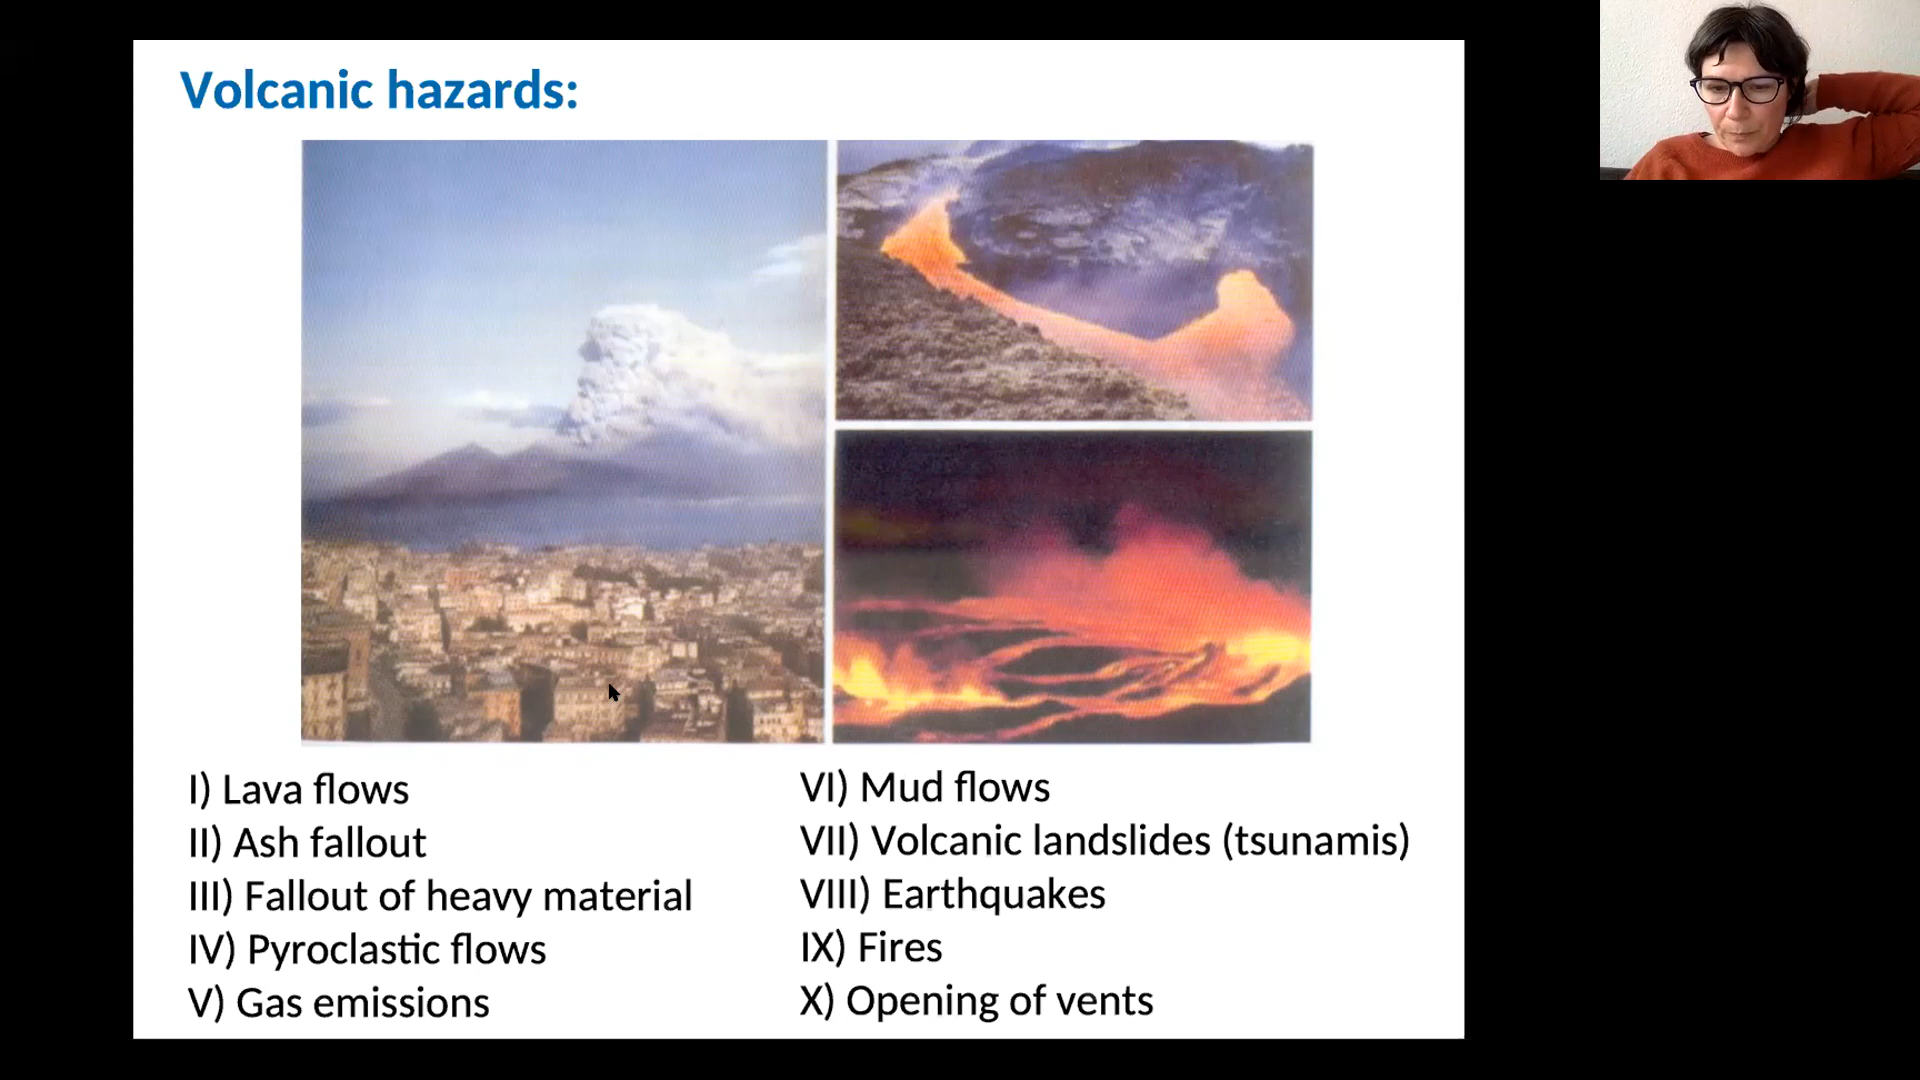 Volcanic hazards:
I) Lava flows
II) Ash fallout
III) Fallout of heavy material
IV) Pyroclastic flows
V) Gas emissions
VI) Mud flows
VII) Volcanic landslides (tsunamis)
VIII) Earthquakes
IX) Fires
X) Opening of vents